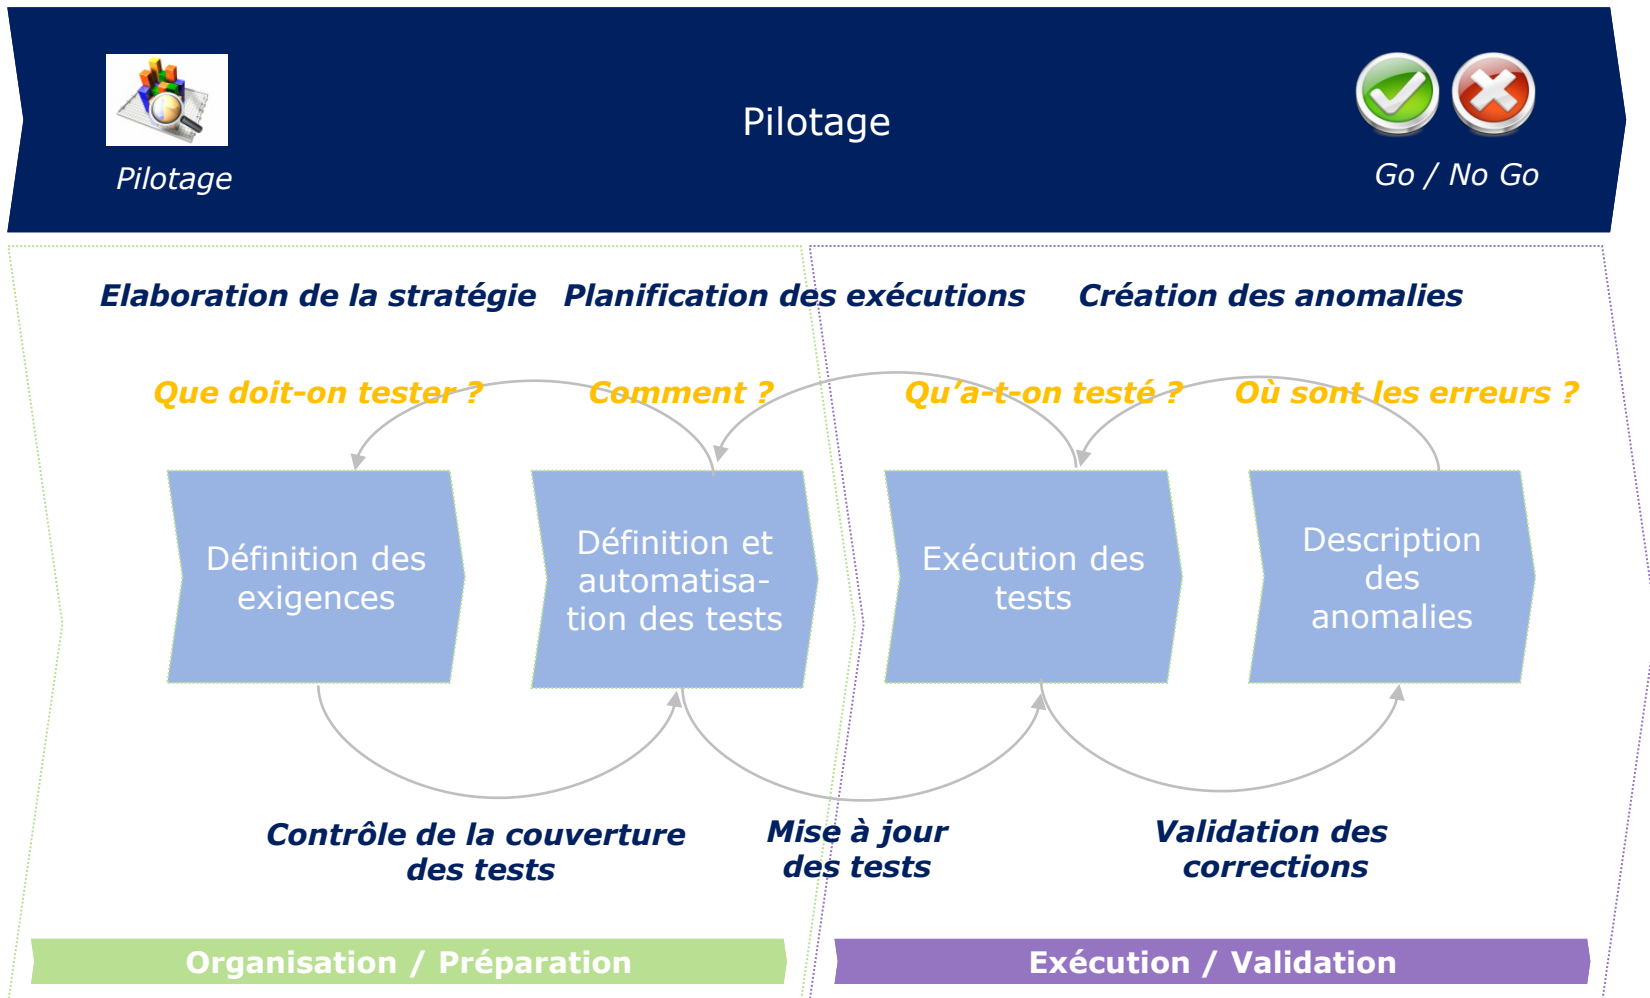 Pilotage
Pilotage
Go / No Go
Elaboration de la stratégie
Planification des exécutions
Création des anomalies
Que doit-on tester ?
Comment ?
Qu’a-t-on testé ?
Où sont les erreurs ?
Définition des
exigences
Définition et
automatisa-
tion des tests
Exécution des
tests
Description
des
anomalies
Contrôle de la couverture
des tests
Mise à jour
des tests
Validation des
corrections
Organisation / Préparation
Exécution / Validation